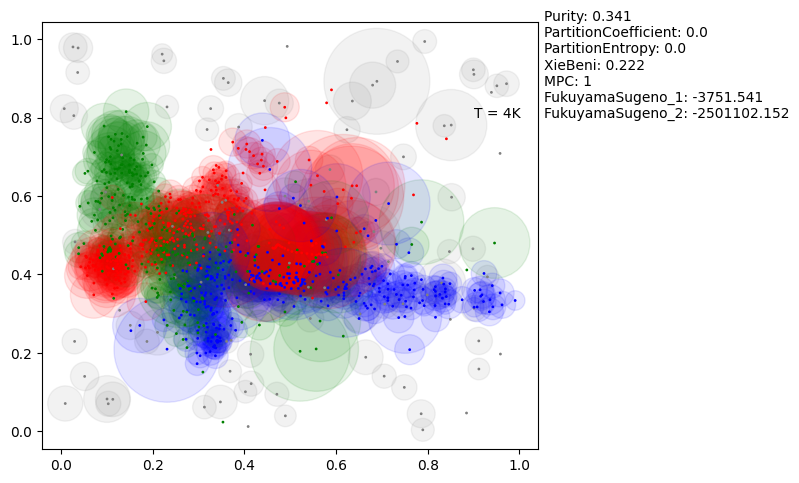 Purity: 0.341
PartitionCoefficient: 0.0
PartitionEntropy: 0.0
XieBeni: 0.222
MPC: 1
FukuyamaSugeno_1: -3751.541
FukuyamaSugeno_2: -2501102.152
T = 4K
1.0
0.8
0.6
0.4
0.2
0.0
0.0 0.2 0.4 0.6 0.8 1.0